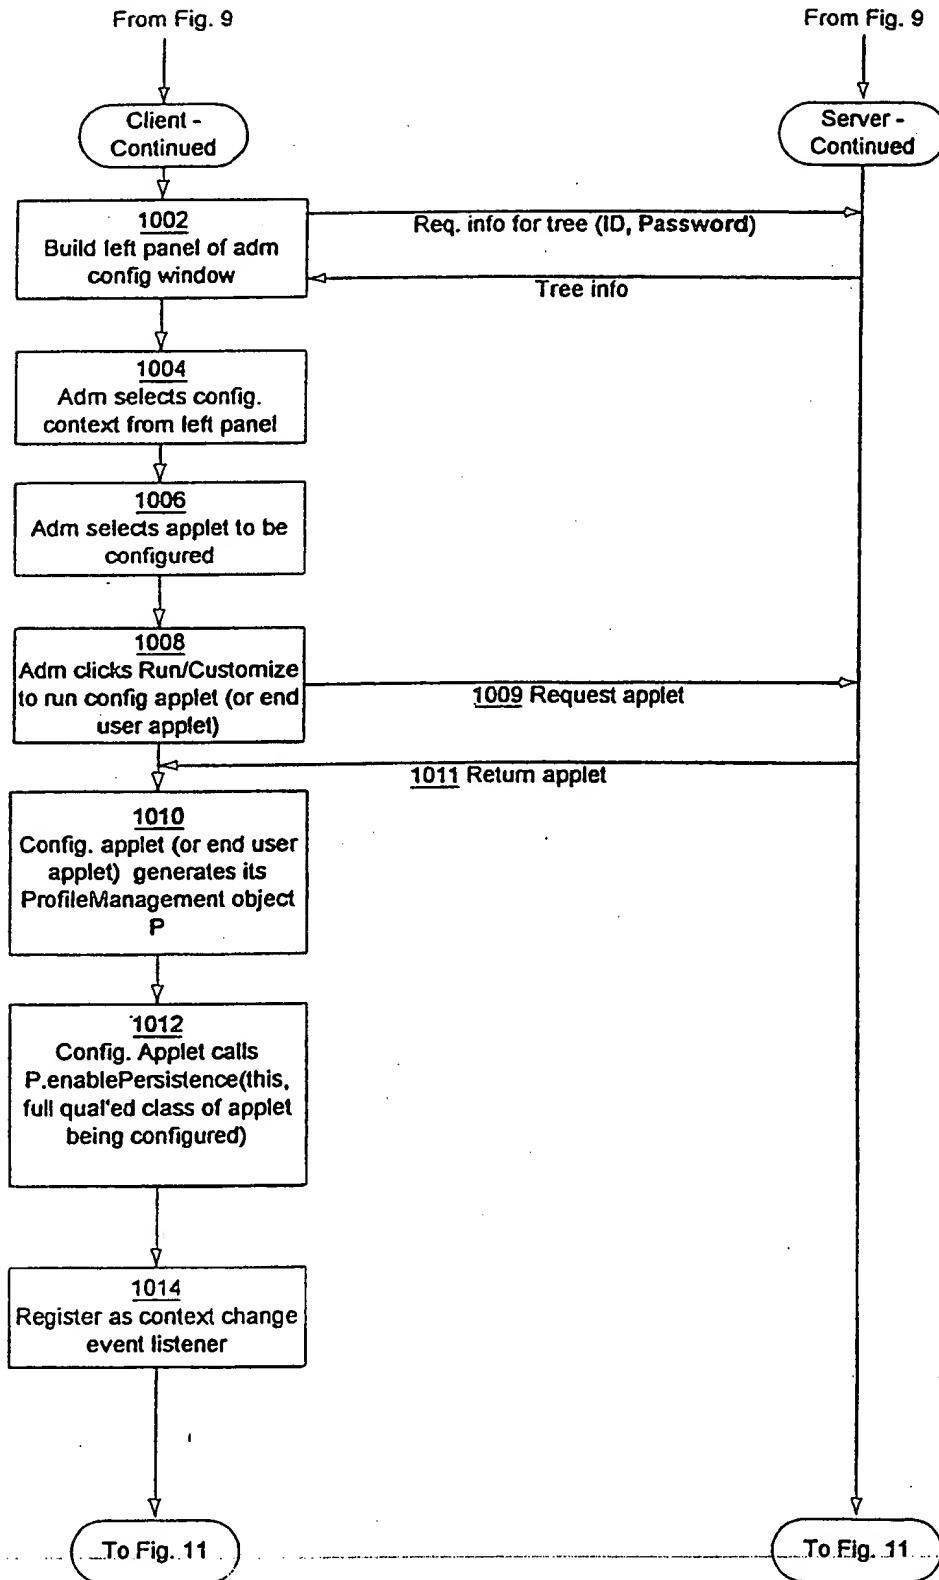 From Fig. 9
From Fig. 9
Client -
Continued
Server -
Continued
1002
Build left panel of adm
config window
Req. info for tree (ID, Password)
Tree info
1004
Adm selects config.
context from left panel
1006
Adm selects applet to be
configured
1008
Adm clicks Run/Customize
to run config applet (or end
user applet)
1009 Request applet
1011 Return applet
1010
Config. applet (or end user
applet) generates its
ProfileManagement object
P
1012
Config. Applet calls
P.enablePersistence(this,
full qual'ed class of applet
being configured)
1014
Register as context change
event listener
To Fig. 11
To Fig. 11